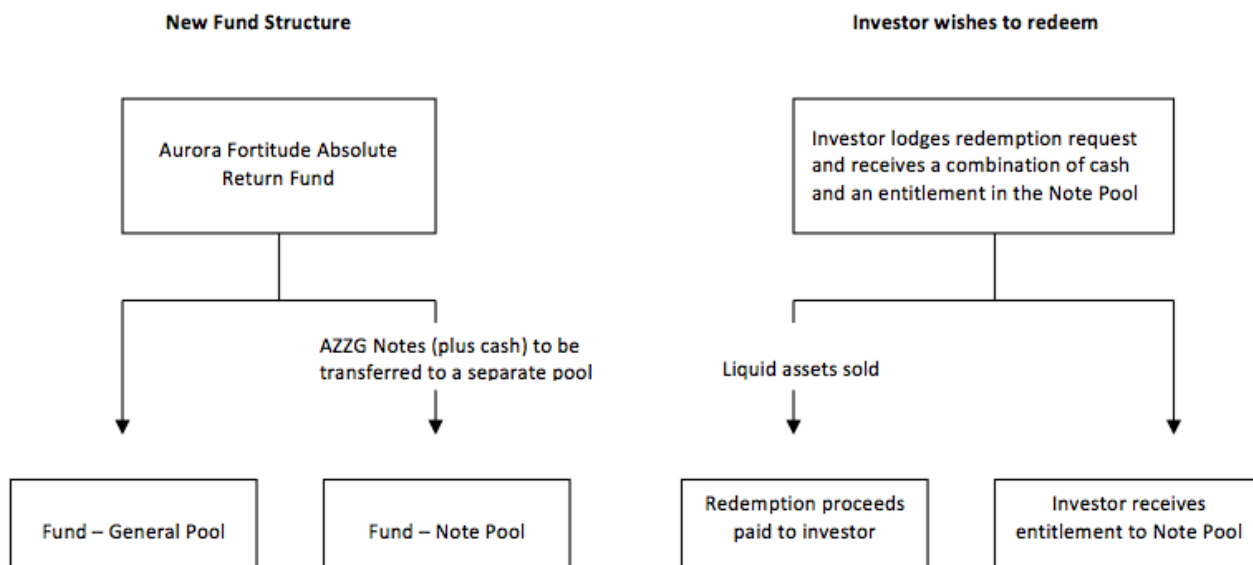 New Fund Structure
Aurora Fortitude Absolute
Return Fund
AZZG Notes (plus cash) to be
transferred to a separate pool
Fund – General Pool
Fund – Note Pool
Investor wishes to redeem
Investor lodges redemption request
and receives a combination of cash
and an entitlement in the Note Pool
Liquid assets sold
Redemption proceeds
paid to investor
Investor receives
entitlement to Note Pool